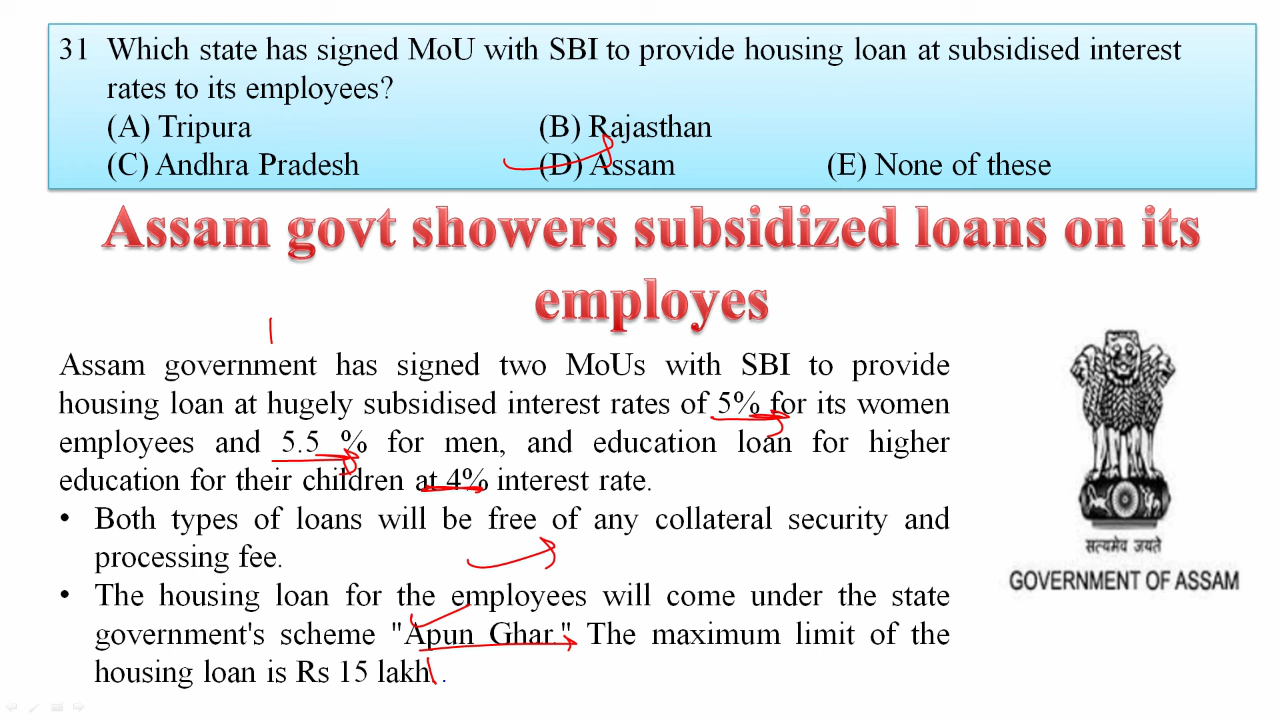 31 Which state has signed MoU with SBI to provide housing loan at subsidised interest
rates to its employees?
(A) Tripura (B) Rajasthan
(C) Andhra Pradesh (D) Assam (E) None of these
Assam govt showers subsidized loans on its
employes
Assam government has signed two MoUs with SBI to provide
housing loan at hugely subsidised interest rates of 5% for its women
employees and 5.5 % for men, and education loan for higher
education for their children at 4% interest rate.
• Both types of loans will be free of any collateral security and
processing fee.
• The housing loan for the employees will come under the state
government's scheme "Apun Ghar." The maximum limit of the
housing loan is Rs 15 lakh .
सत्यमेव जयते
GOVERNMENT OF ASSAM